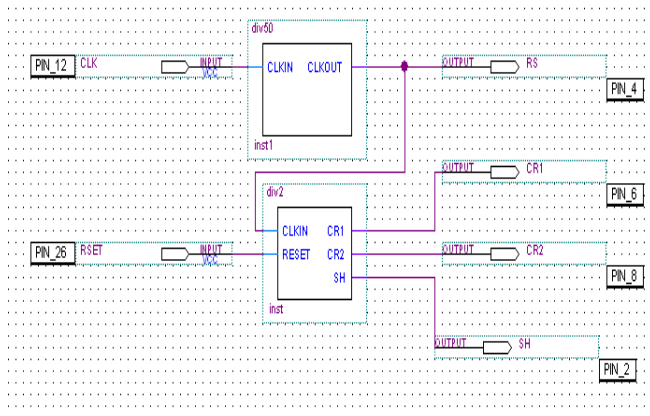 div50
PIN_12 CLK INPUT VCC CLKIN CLKOUT OUTPUT RS
PIN_4
inst1
OUTPUT CR1
div2
PIN_6
CLKIN CR1
PIN_26 RSET INPUT VCC RESET CR2 OUTPUT CR2
SH
PIN_8
inst
OUTPUT SH
PIN_2